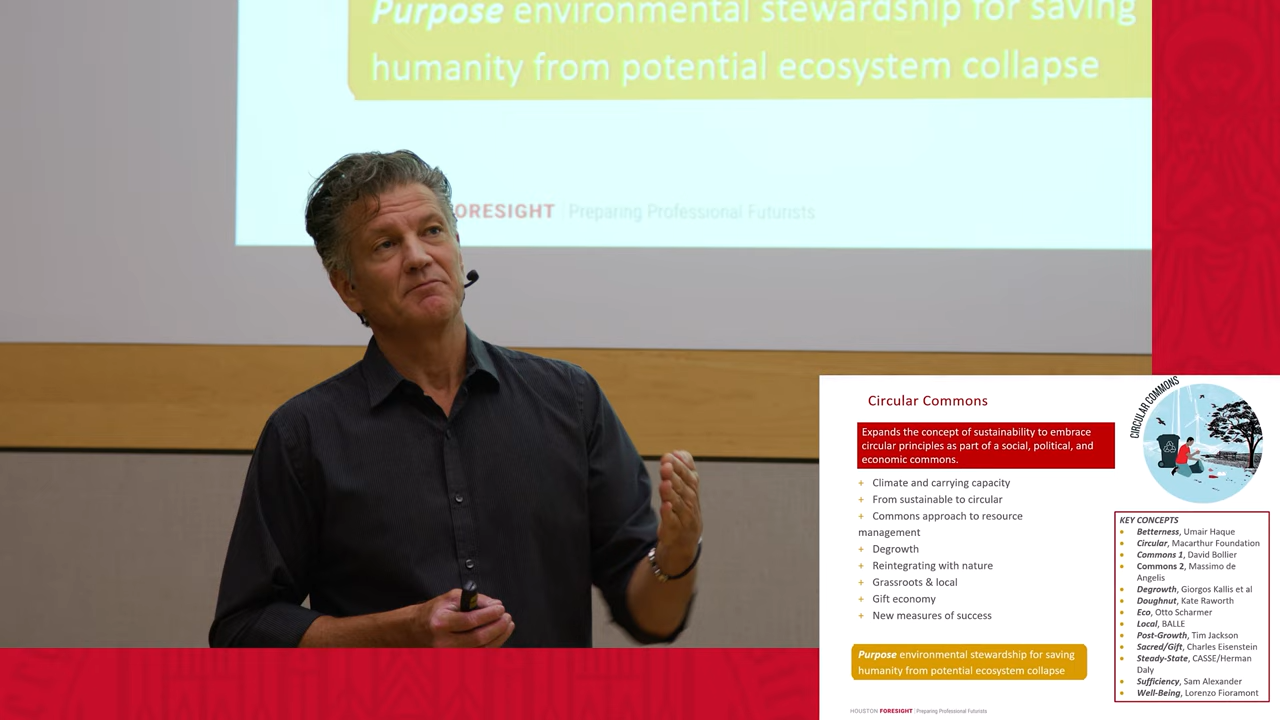 Purpose environmental stewardship for saving
humanity from potential ecosystem collapse
ORESIGHT | Preparing Professional Futurists
Circular Commons
CIRCULAR COMMONS
Expands the concept of sustainability to embrace
circular principles as part of a social, political, and
economic commons.
+ Climate and carrying capacity
+ From sustainable to circular
+ Commons approach to resource
management
+ Degrowth
+ Reintegrating with nature
+ Grassroots & local
+ Gift economy
+ New measures of success
Purpose environmental stewardship for saving
humanity from potential ecosystem collapse
KEY CONCEPTS
• Betterness, Umair Haque
• Circular, Macarthur Foundation
• Commons 1, David Bollier
• Commons 2, Massimo de
Angelis
• Degrowth, Giorgos Kallis et al
• Doughnut, Kate Raworth
• Eco, Otto Scharmer
• Local, BALLE
• Post-Growth, Tim Jackson
• Sacred/Gift, Charles Eisenstein
• Steady-State, CASSE/Herman
Daly
• Sufficiency, Sam Alexander
• Well-Being, Lorenzo Fioramont
HOUSTON FORESIGHT | Preparing Professional Futurists